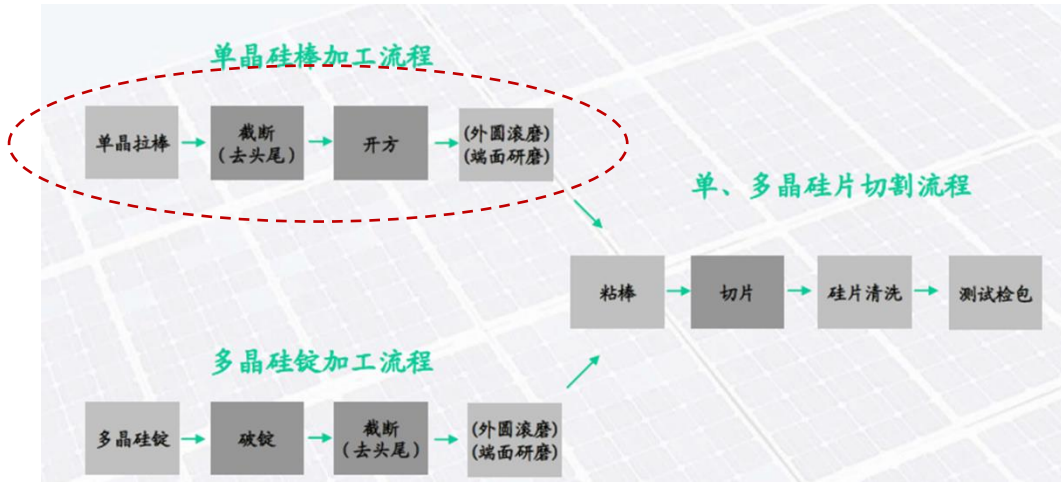 单晶硅棒加工流程
单晶拉棒
截断
(去头尾)
开方
(外圆滚磨)
(端面研磨)
单、多晶硅片切割流程
粘棒
切片
硅片清洗
测试检包
多晶硅锭加工流程
多晶硅锭
破锭
截断
(去头尾)
(外圆滚磨)
(端面研磨)